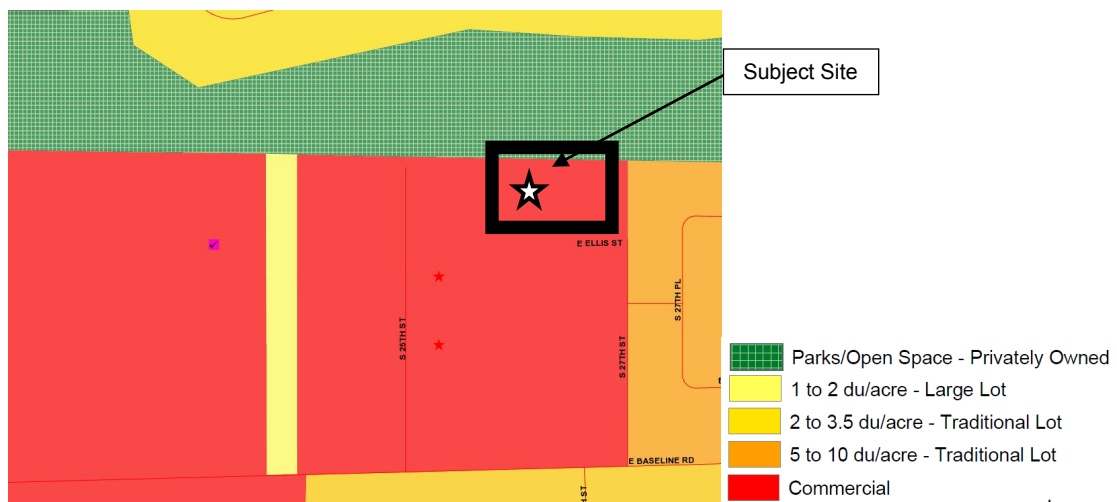 Subject Site
E ELLIS ST
S 27TH PL
S 25TH ST
S 27TH ST
E BASELINE RD
TH ST
Parks/Open Space - Privately Owned
1 to 2 du/acre - Large Lot
2 to 3.5 du/acre - Traditional Lot
5 to 10 du/acre - Traditional Lot
Commercial